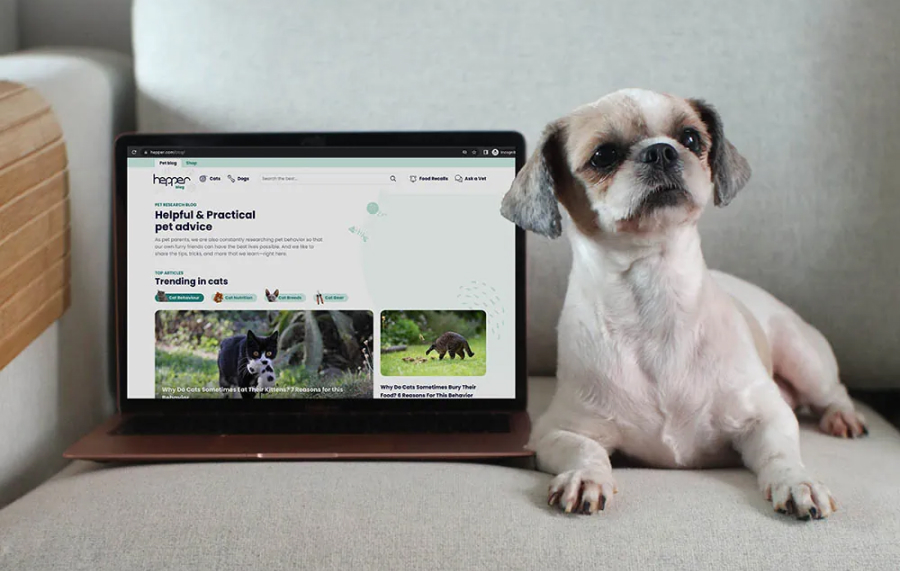 hepper.com/blog/
Pet blog Shop
hepper
blog
Cats Dogs Search the best... Food Recalls Ask a Vet
PET RESEARCH BLOG
Helpful & Practical
pet advice
As pet parents, we are also constantly researching pet behavior so that
our own furry friends can have the best lives possible. And we like to
share the tips, tricks, and more that we learn—right here.
TOP ARTICLES
Trending in cats
Cat Behaviour Cat Nutrition Cat Breeds Cat Gear
Why Do Cats Sometimes Eat Their Kittens? 7 Reasons for this
Behavior
Why Do Cats Sometimes Bury Their
Food? 6 Reasons For This Behavior